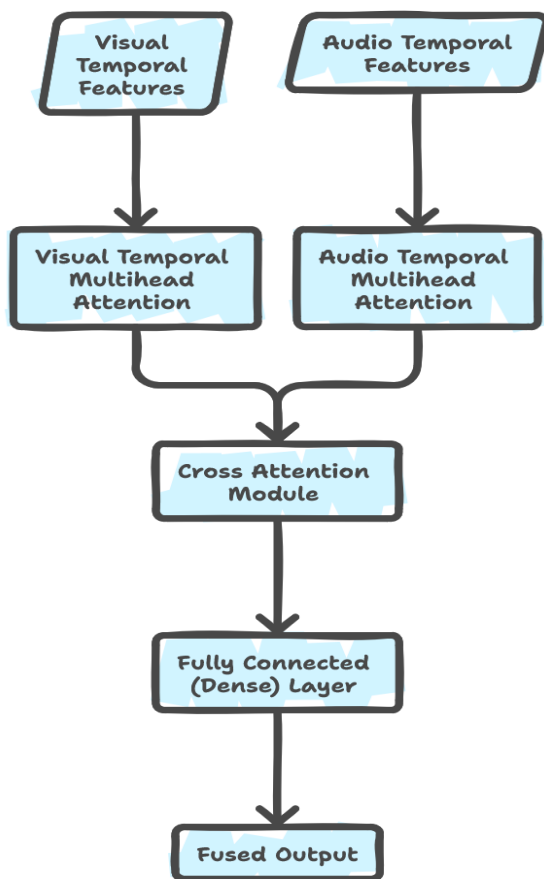 Visual
Temporal
Features
Audio Temporal
Features
Visual Temporal
Multihead
Attention
Audio Temporal
Multihead
Attention
Cross Attention
Module
Fully Connected
(Dense) Layer
Fused Output